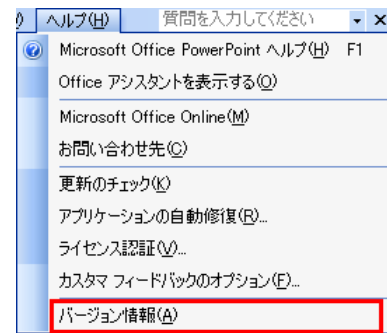 ヘルプ(H) 質問を入力してください
Microsoft Office PowerPoint ヘルプ(H) F1
Office アシスタントを表示する(O)
Microsoft Office Online(M)
お問い合わせ先(C)
更新のチェック(K)
アプリケーションの自動修復(R)...
ライセンス認証(V)...
カスタマ フィードバックのオプション(F)...
バージョン情報(A)